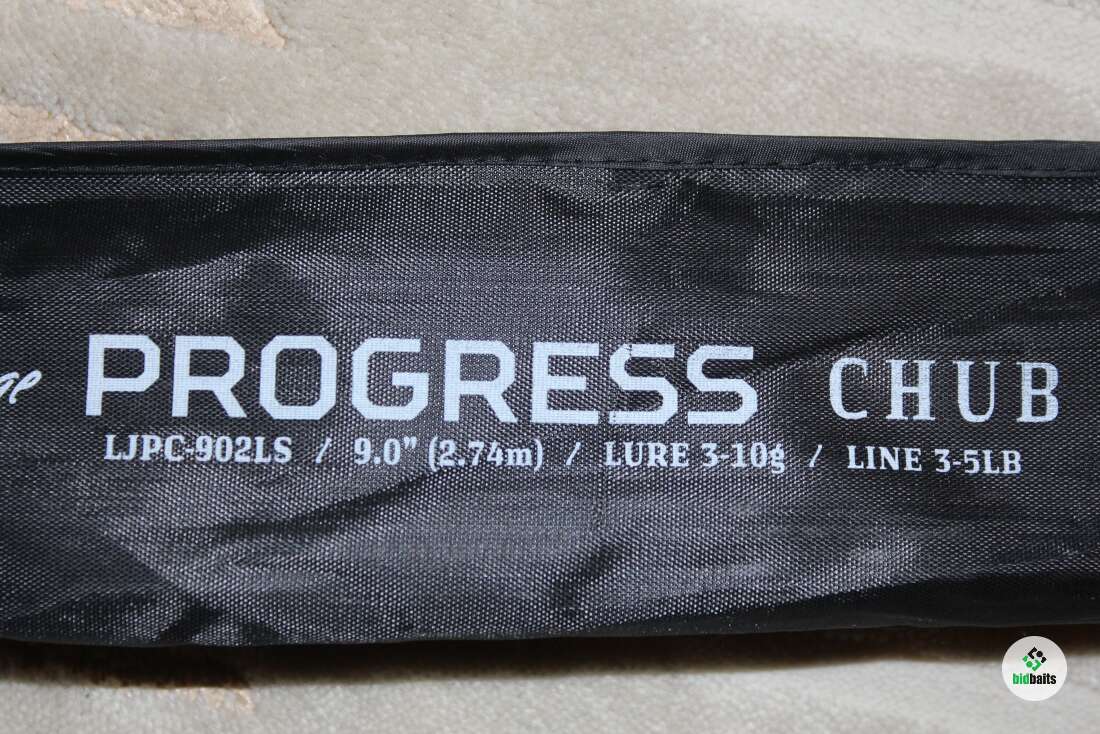 PROGRESS CHUB
LJPC-902LS / 9.0” (2.74m) / LURE 3-10g / LINE 3-5LB
bidbaits